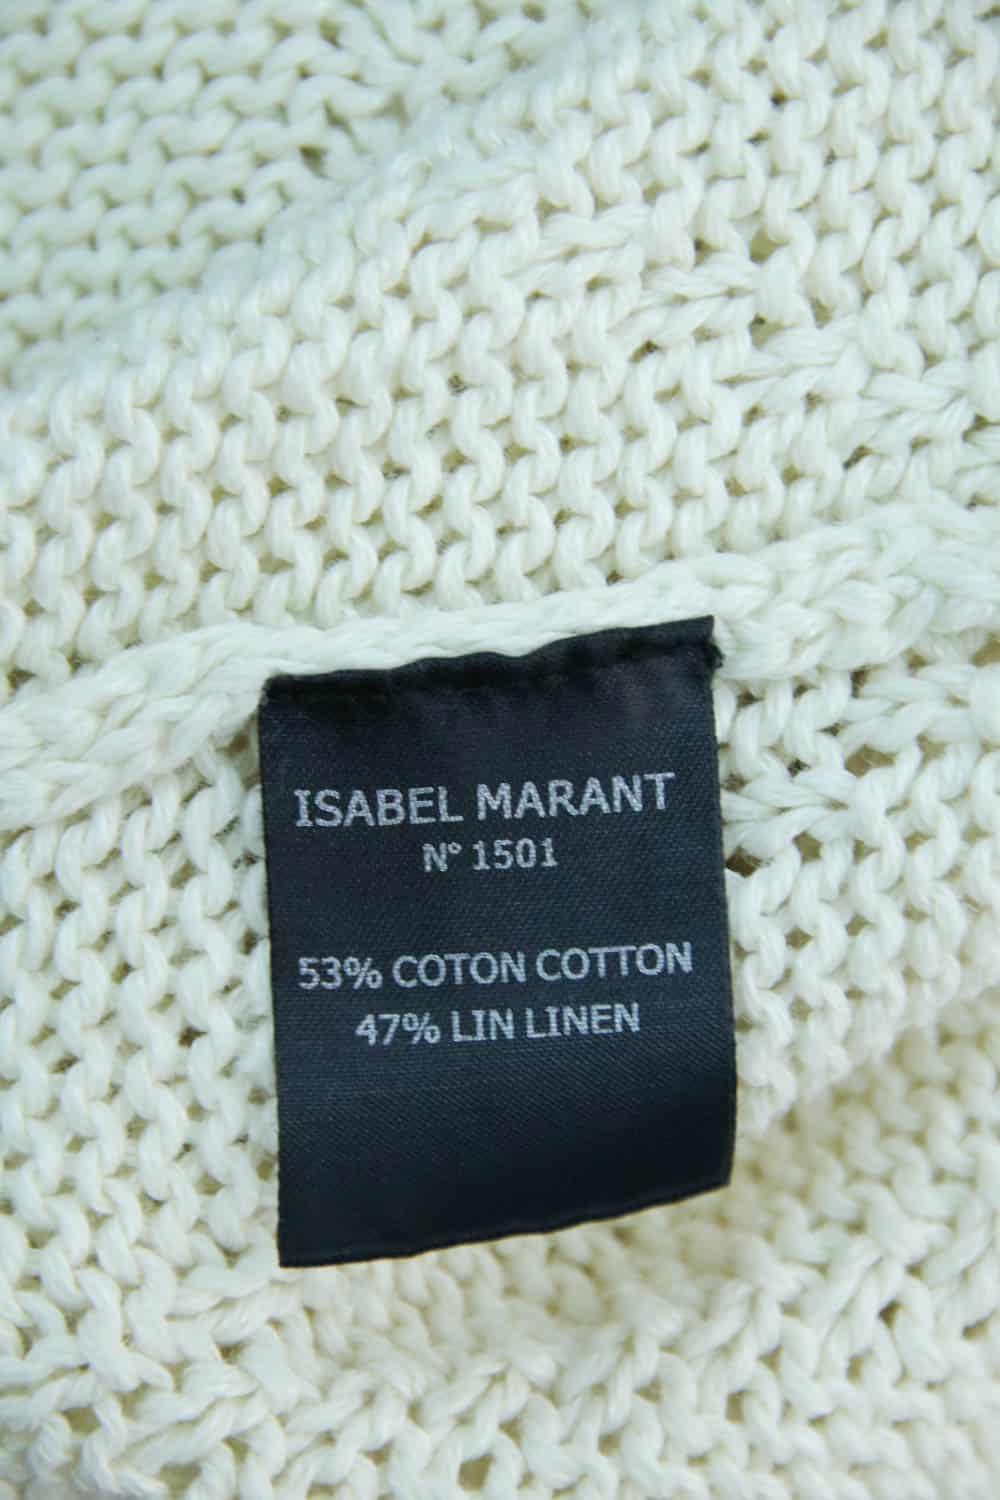 ISABEL MARANT
N° 1501
53% COTON COTTON
47% LIN LINEN